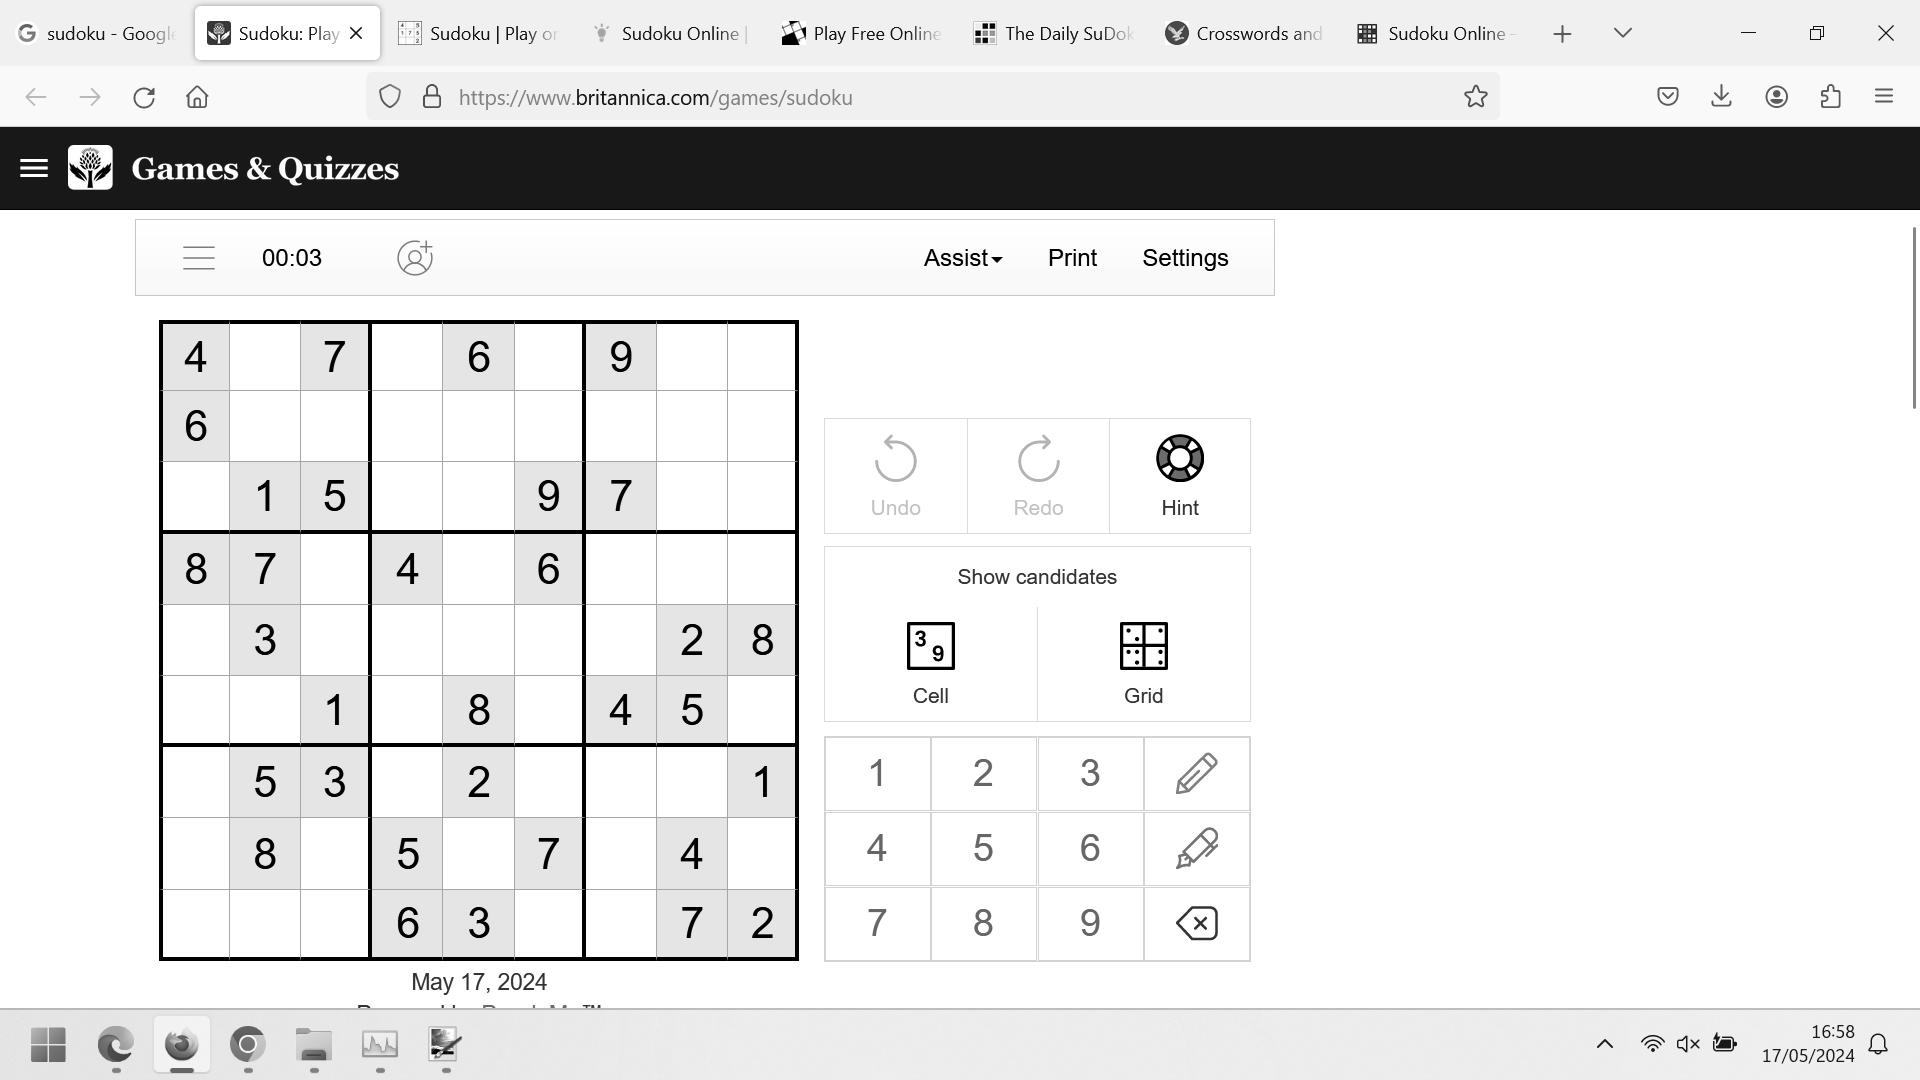 sudoku - Google
Sudoku: Play
Sudoku | Play or
Sudoku Online |
Play Free Online
The Daily SuDok
Crosswords and
Sudoku Online -
https://www.britannica.com/games/sudoku
Games & Quizzes
00:03
Assist
Print
Settings
4 7 6 9
6
1 5 9 7
8 7 4 6
3 2 8
1 8 4 5
5 3 2 1
8 5 7 4
6 3 7 2
May 17, 2024
Undo
Redo
Hint
Show candidates
3 9
Cell
Grid
1 2 3
4 5 6
7 8 9
16:58
17/05/2024